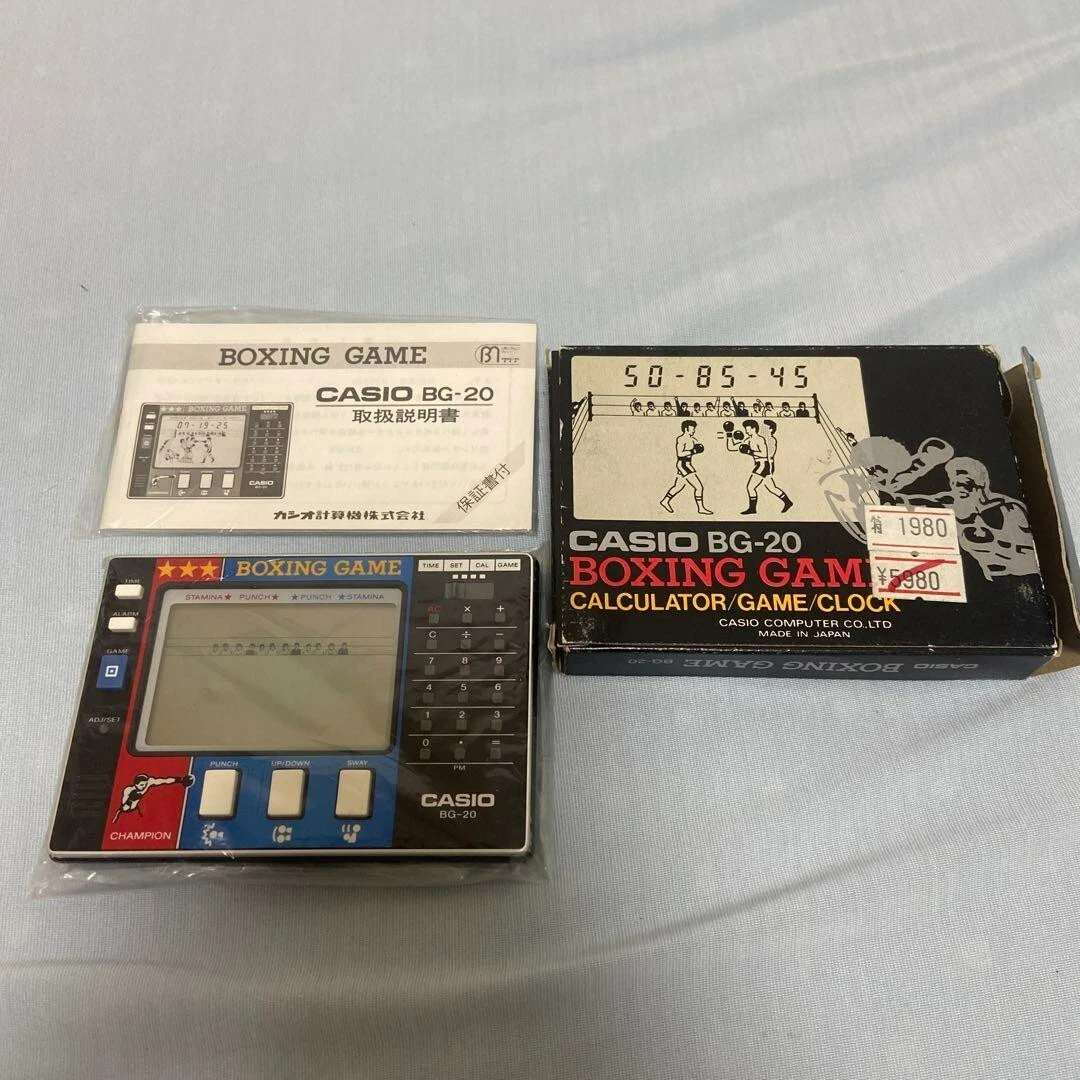 BOXING GAME
CASIO BG-20
取扱説明書
★★★ BOXING GAME
07-19-25
CASIO
BG-20
保証書付
カシオ計算機株式会社
50-85-45
CASIO BG-20
BOXING GAM
CALCULATOR/GAME/CLOCK
CASIO COMPUTER CO.,LTD
MADE IN JAPAN
1980
¥5980
CASIO BOXING GAME BG-20
★★★ BOXING GAME
TIME SET CAL GAME
STAMINA★ PUNCH★ ★PUNCH ★STAMINA
TIME
ALARM
GAME
ADJ/SET
AC × +
C ÷ −
7 8 9
4 5 6
1 2 3
0 • =
PM
PUNCH UP/DOWN SWAY
CHAMPION
CASIO
BG-20